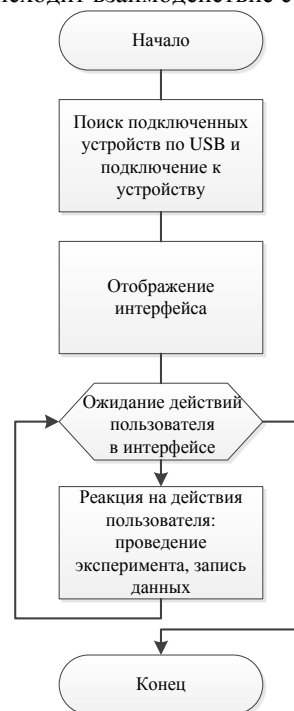 взаимодействие с
Начало
Поиск подключенных
устройств по USB и
подключение к
устройству
Отображение
интерфейса
Ожидание действий
пользователя
в интерфейсе
Реакция на действия
пользователя:
проведение
эксперимента, запись
данных
Конец